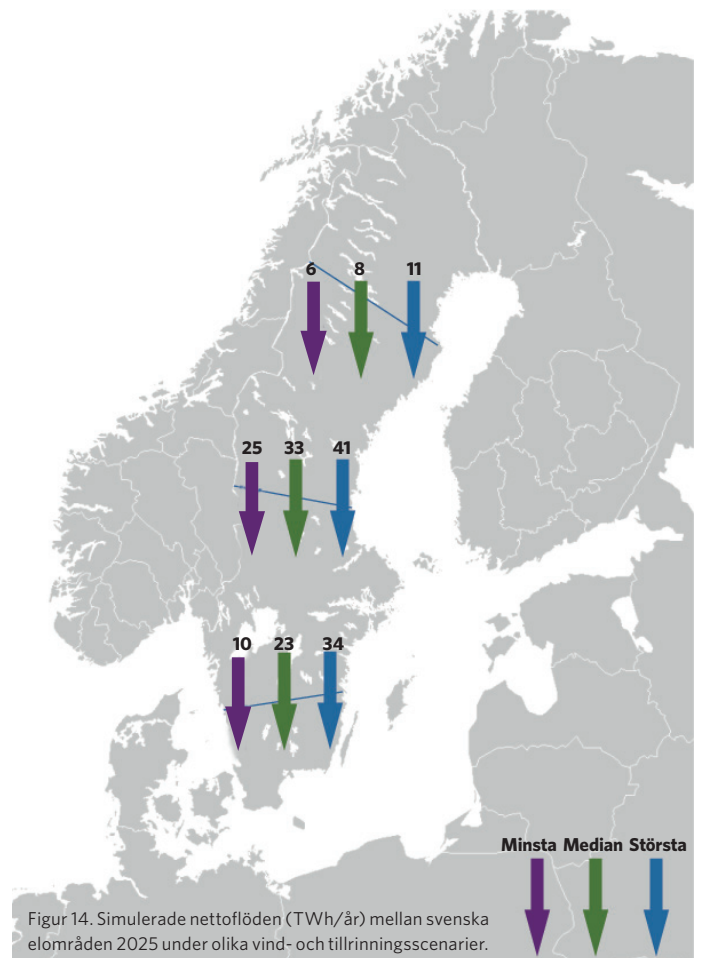 6 8 11
25 33 41
10 23 34
Minsta Median Största
Figur 14. Simulerade nettoflöden (TWh/år) mellan svenska
elområden 2025 under olika vind- och tillrinningsscenarier.